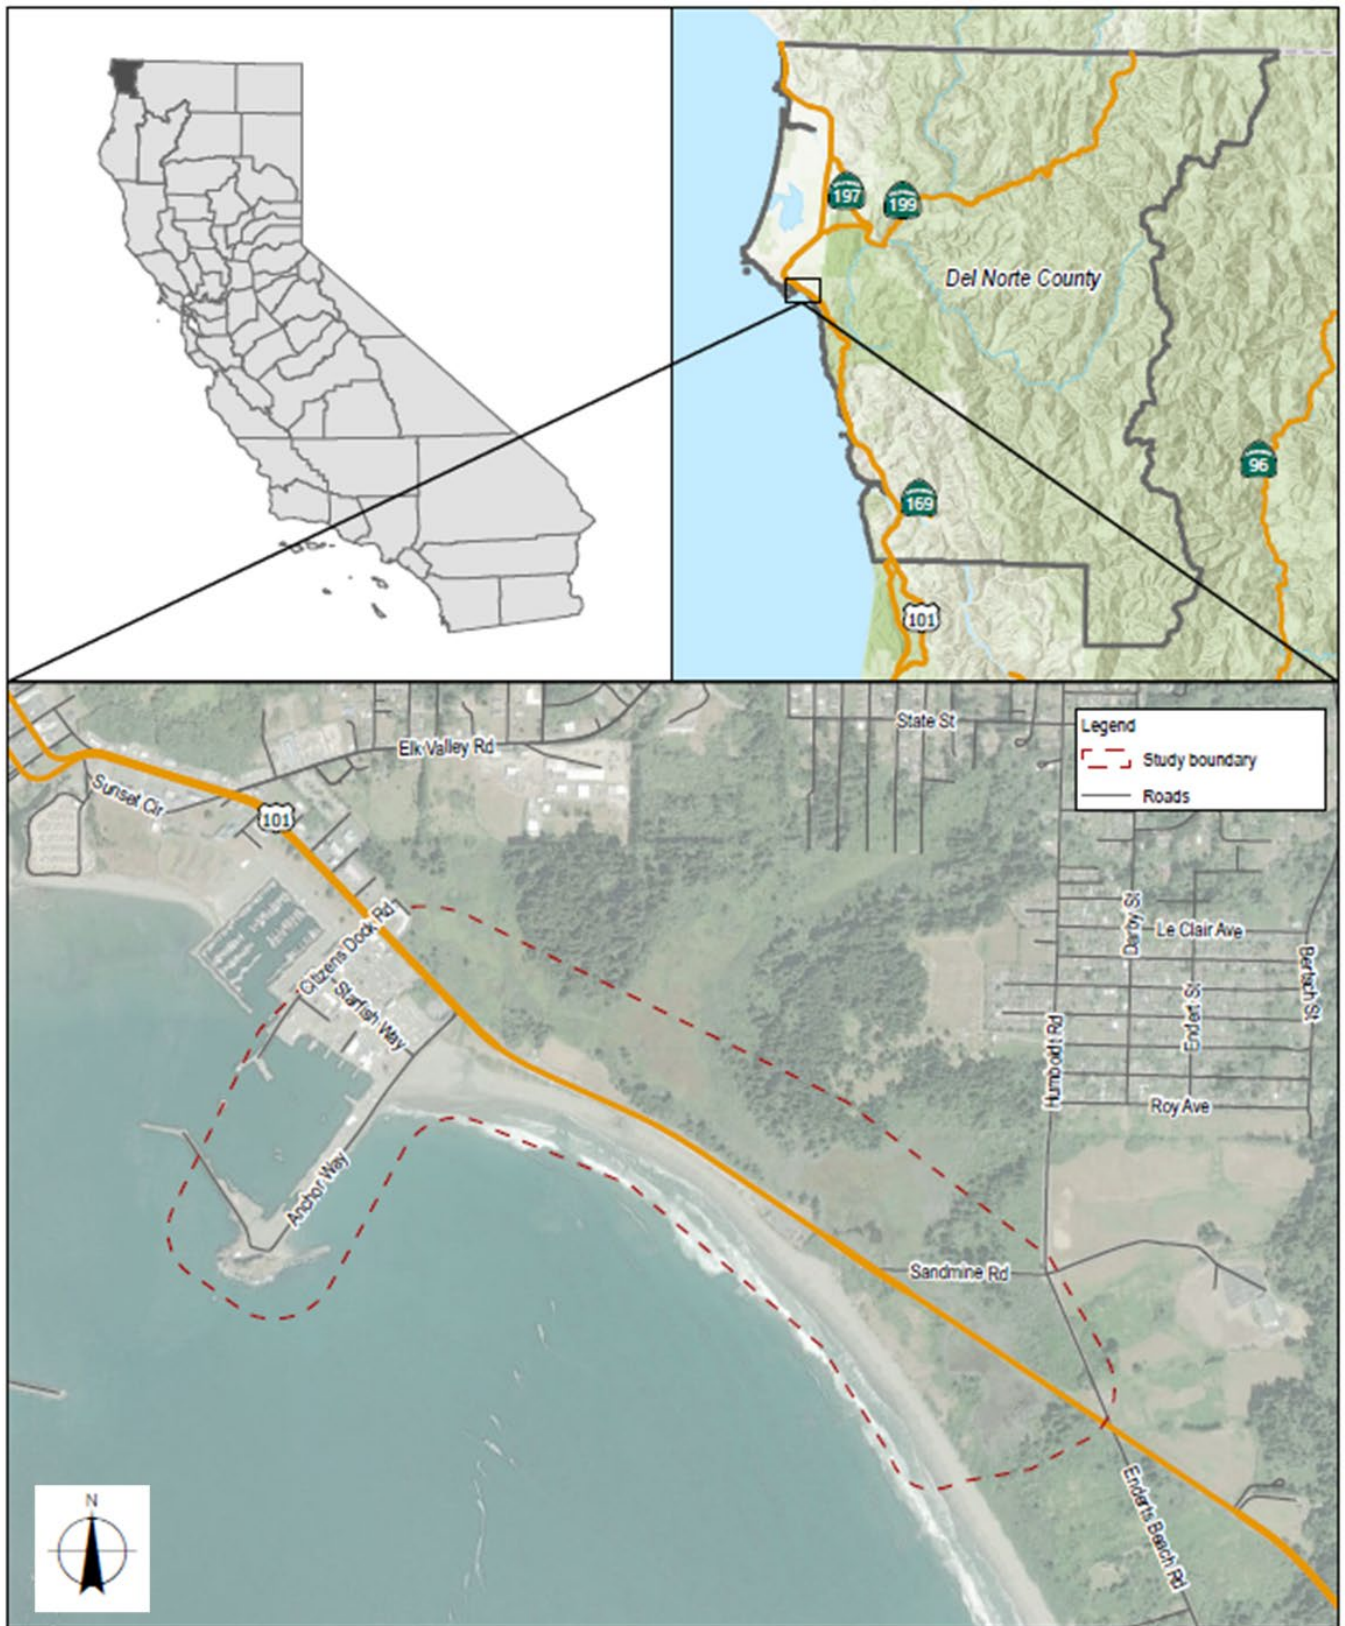 197
199
Del Norte County
96
169
101
State St
Legend
Elk Valley Rd
Study boundary
Sunset Cir
Roads
101
Citizens Dock Rd
Darby St
Le Clair Ave
Starfish Way
Bertsch St
Endert St
Humboldt Rd
Roy Ave
Anchor Way
Sandmine Rd
Enderts Beach Rd
N